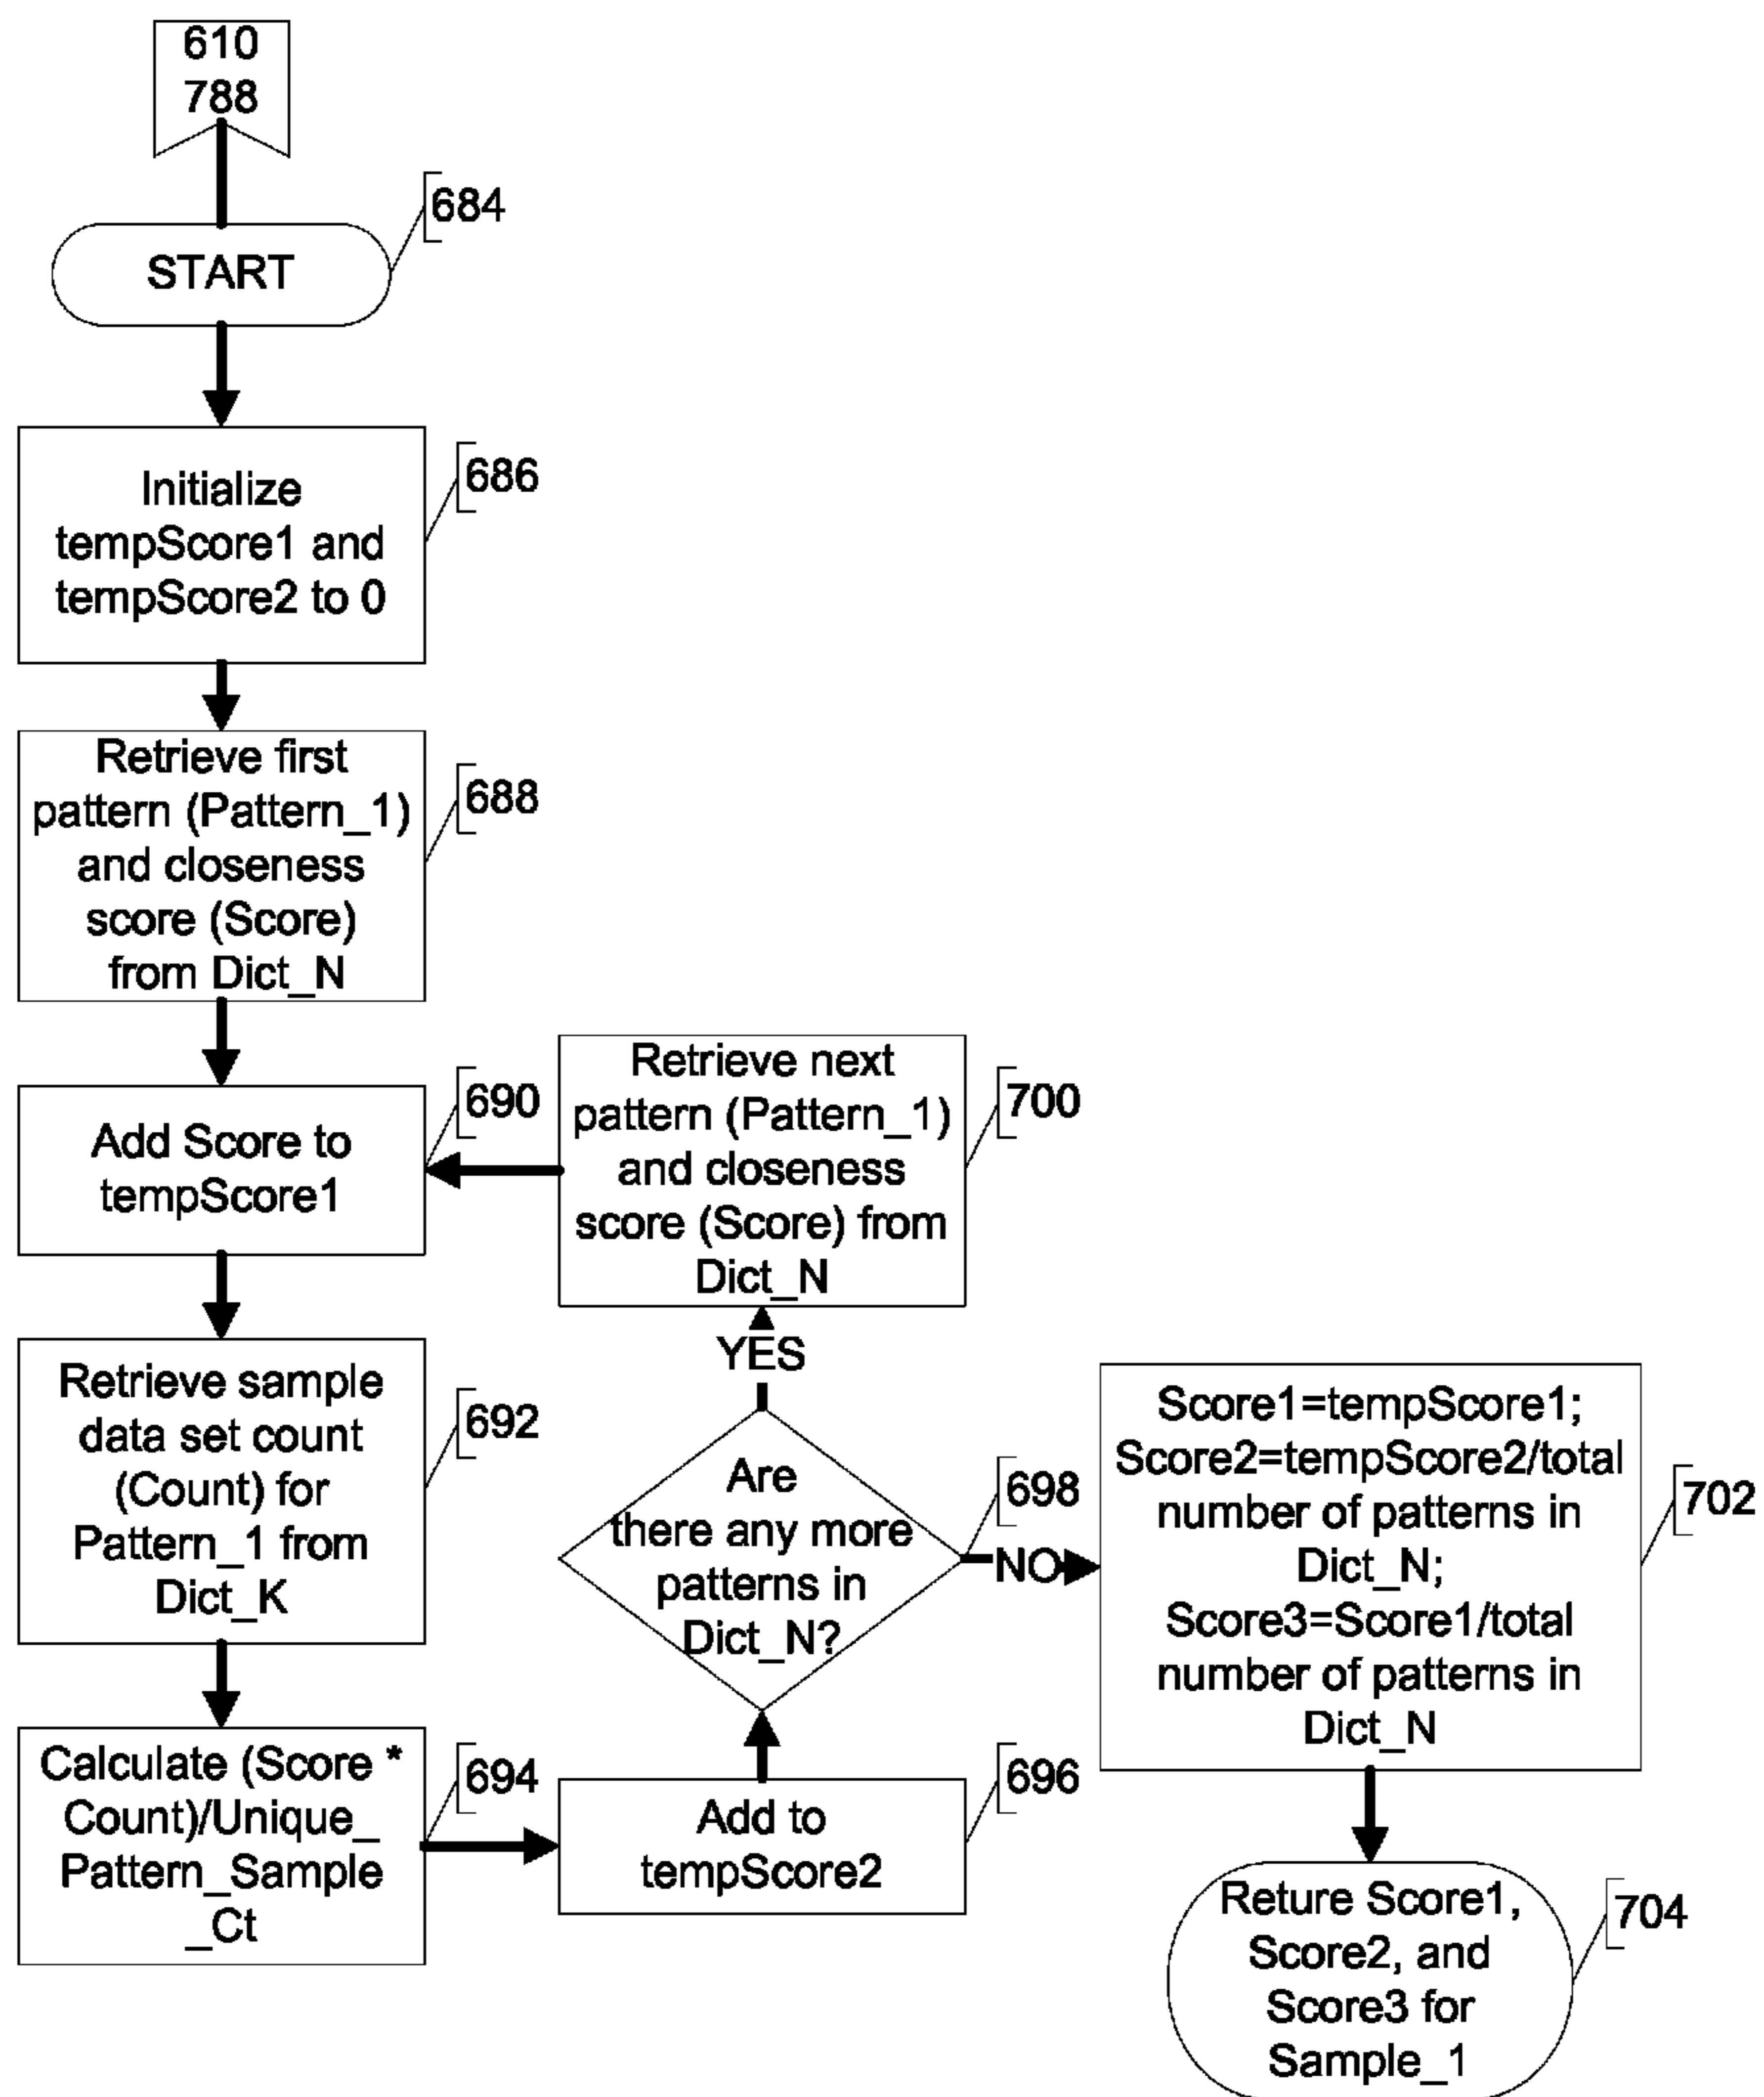 610
788
START
684
Initialize
tempScore1 and
tempScore2 to 0
686
Retrieve first
pattern (Pattern_1)
and closeness
score (Score)
from Dict_N
688
Add Score to
tempScore1
690
Retrieve next
pattern (Pattern_1)
and closeness
score (Score) from
Dict_N
700
Retrieve sample
data set count
(Count) for
Pattern_1 from
Dict_K
692
Calculate (Score *
Count)/Unique_
Pattern_Sample
_Ct
694
Add to
tempScore2
696
Are
there any more
patterns in
Dict_N?
698
YES
NO
Score1=tempScore1;
Score2=tempScore2/total
number of patterns in
Dict_N;
Score3=Score1/total
number of patterns in
Dict_N
702
Reture Score1,
Score2, and
Score3 for
Sample_1
704